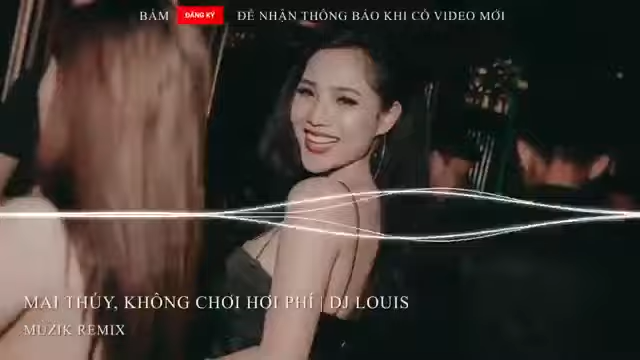 BẤM ĐĂNG KÝ ĐỂ NHẬN THÔNG BÁO KHI CÓ VIDEO MỚI
MAI THÚY, KHÔNG CHƠI HƠI PHÍ | DJ LOUIS
MUZIK REMIX